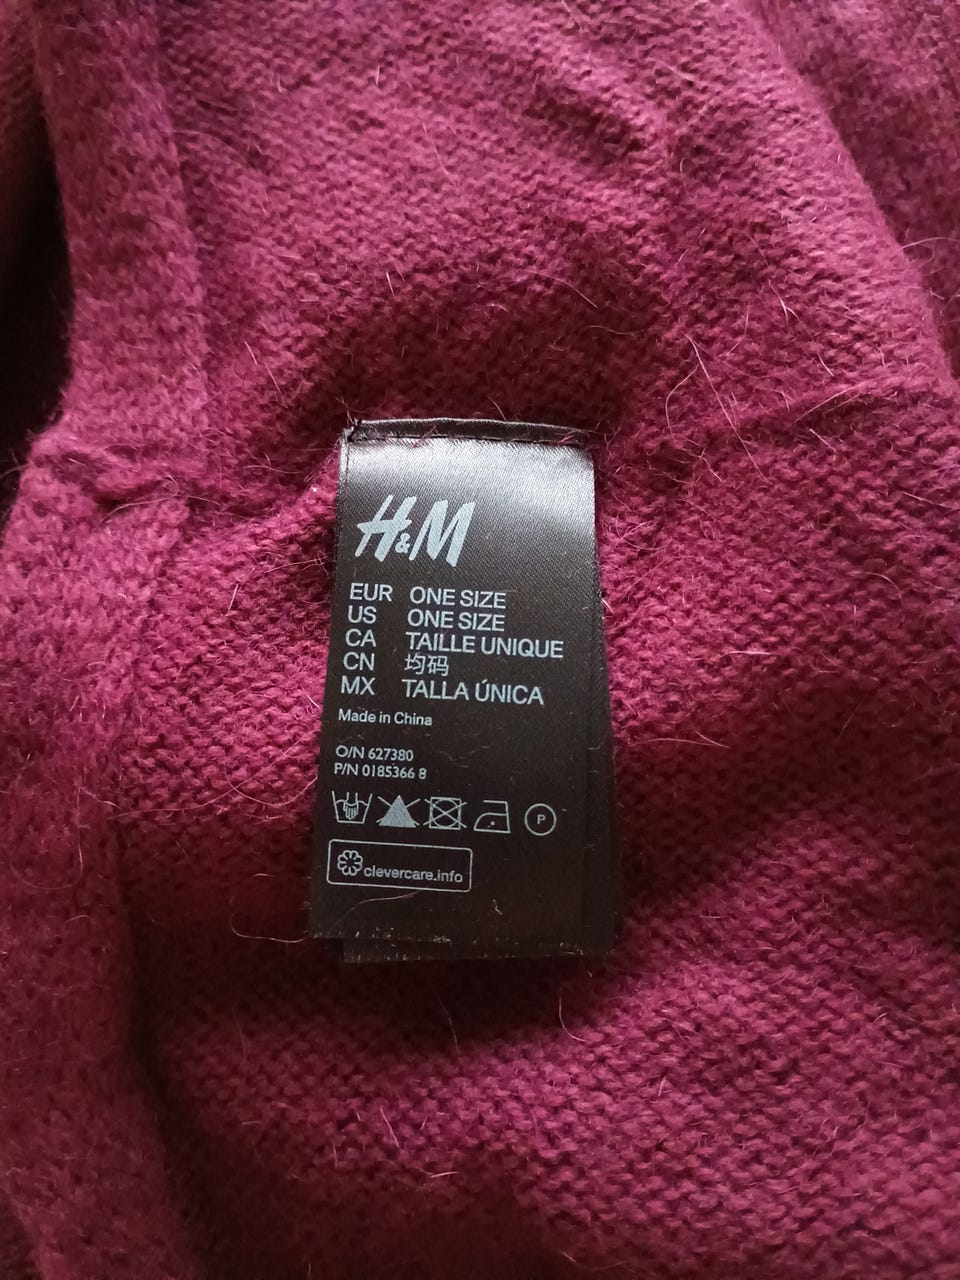 H&M
EUR ONE SIZE
US ONE SIZE
CA TAILLE UNIQUE
CN 均码
MX TALLA ÚNICA
Made in China
O/N 627380
P/N 0185366 8
P
clevercare.info